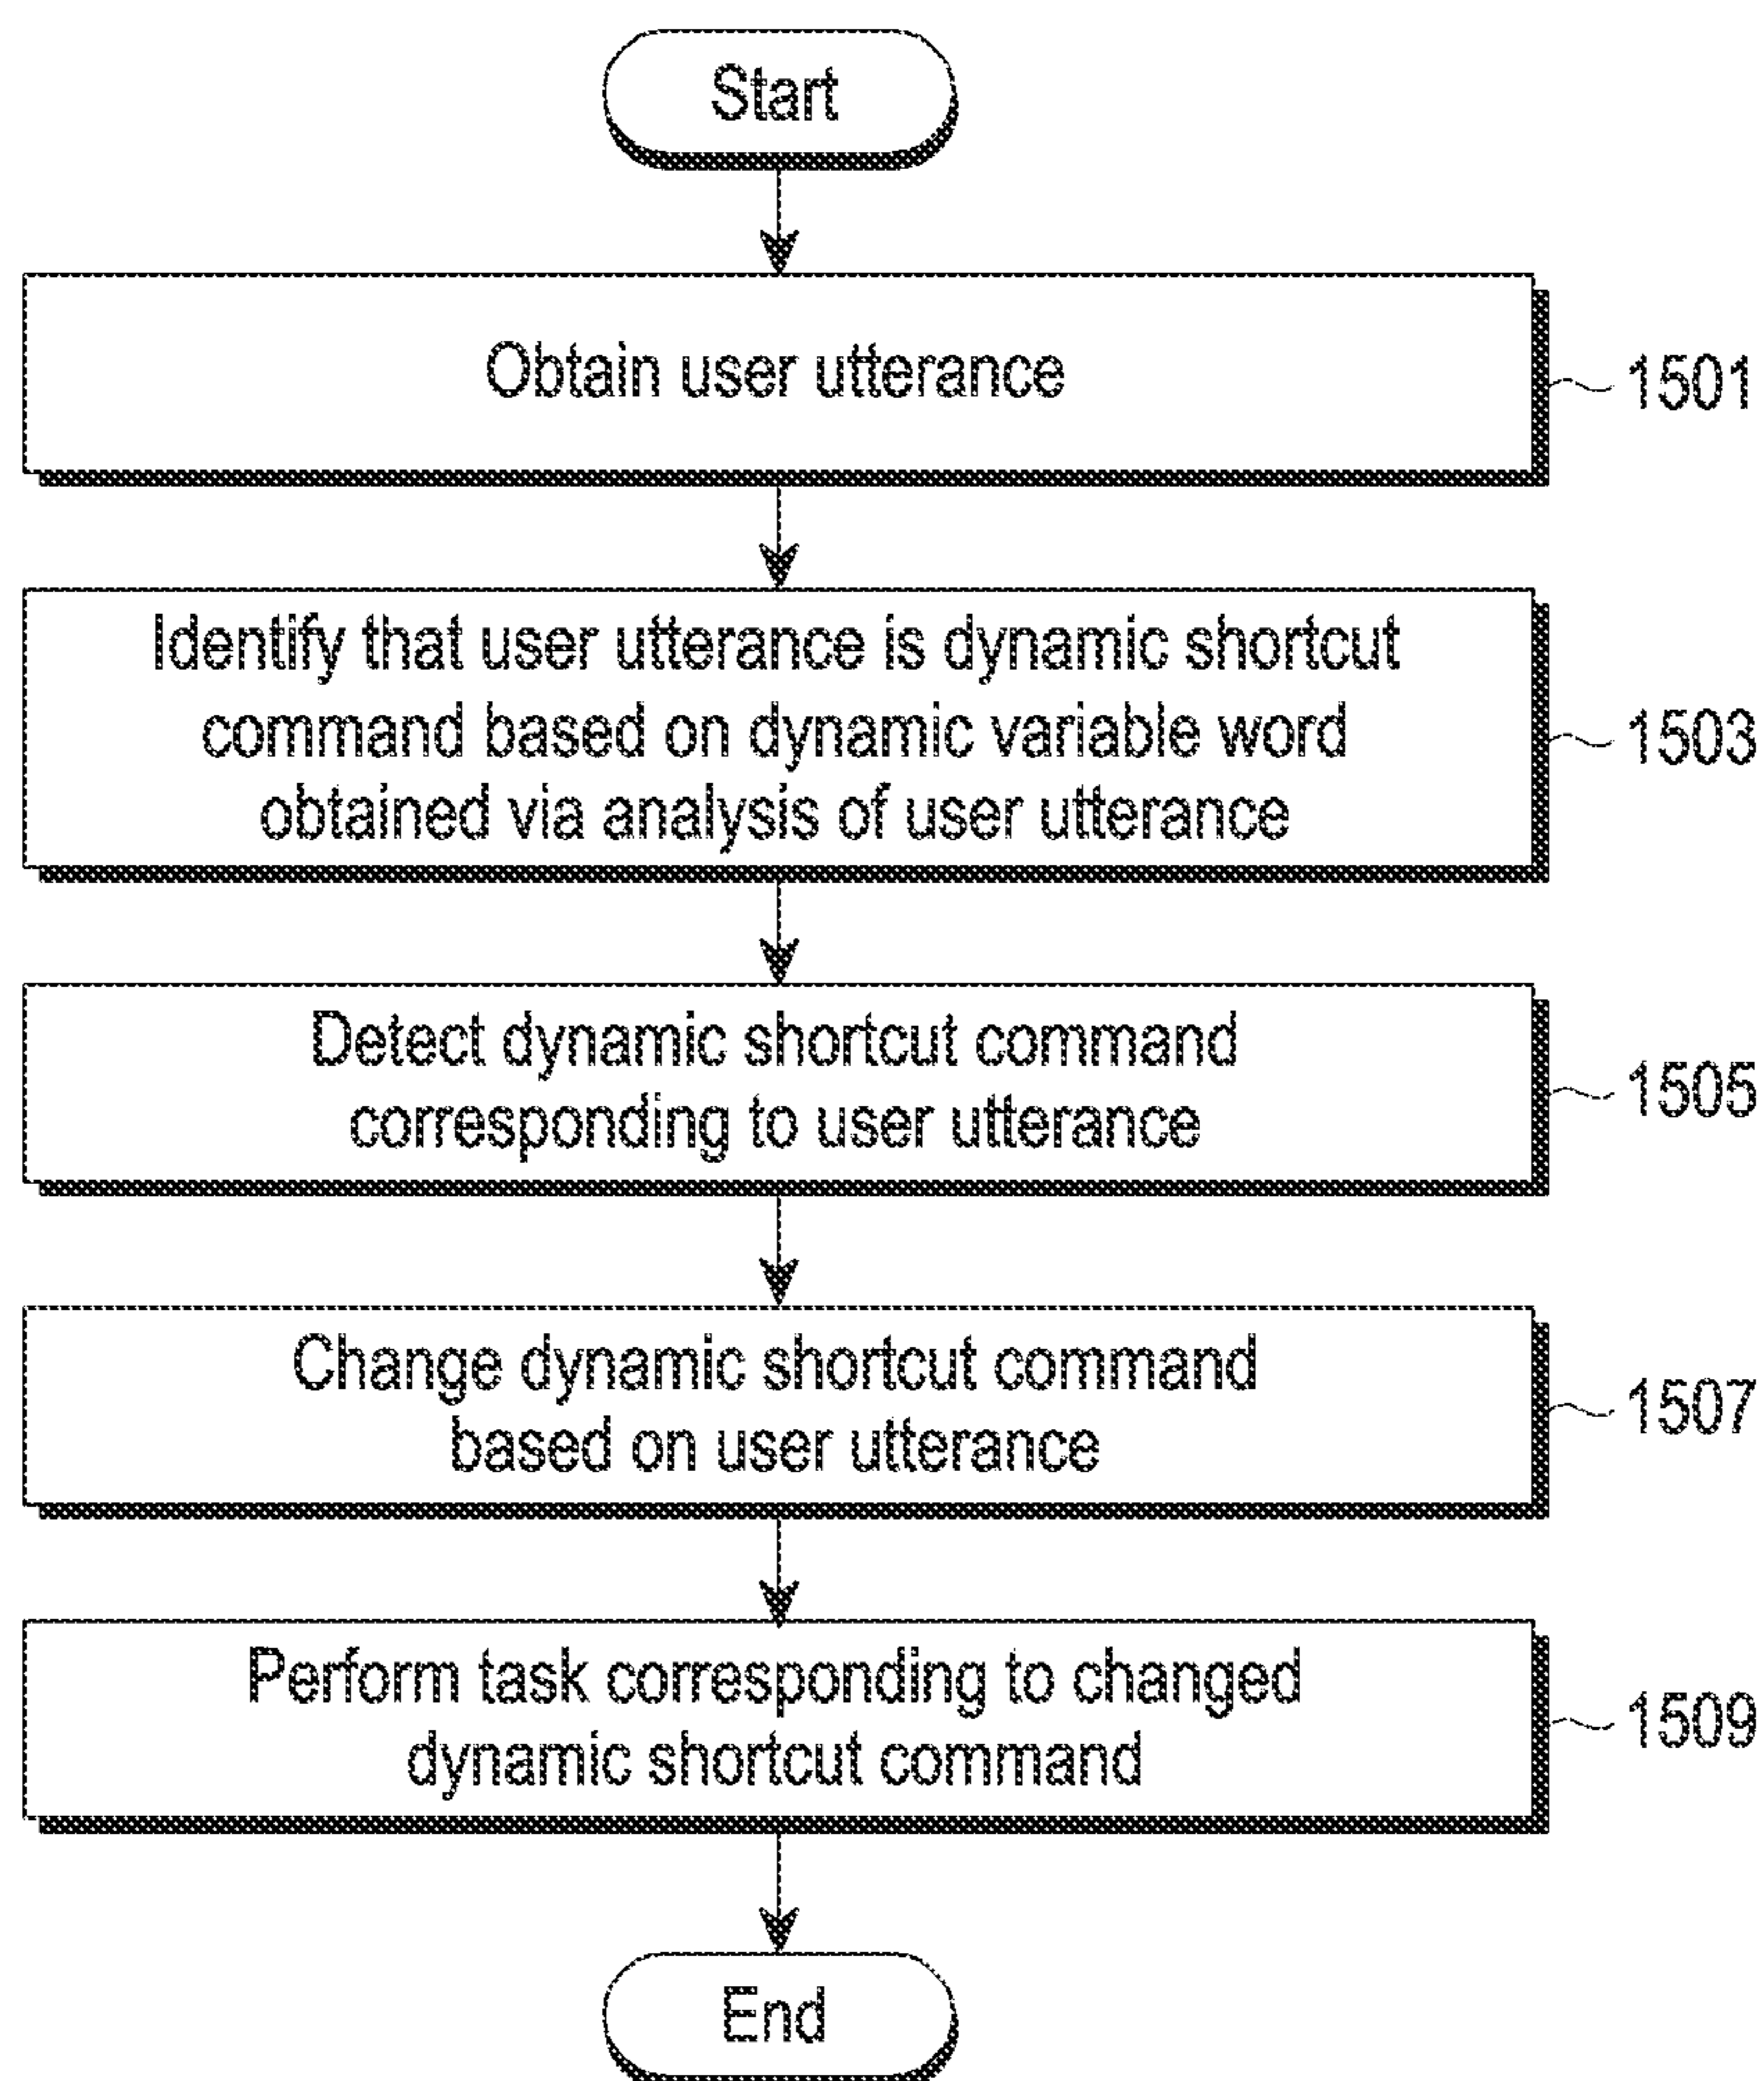 Start
Obtain user utterance
1501
Identify that user utterance is dynamic shortcut
command based on dynamic variable word
obtained via analysis of user utterance
1503
Detect dynamic shortcut command
corresponding to user utterance
1505
Change dynamic shortcut command
based on user utterance
1507
Perform task corresponding to changed
dynamic shortcut command
1509
End